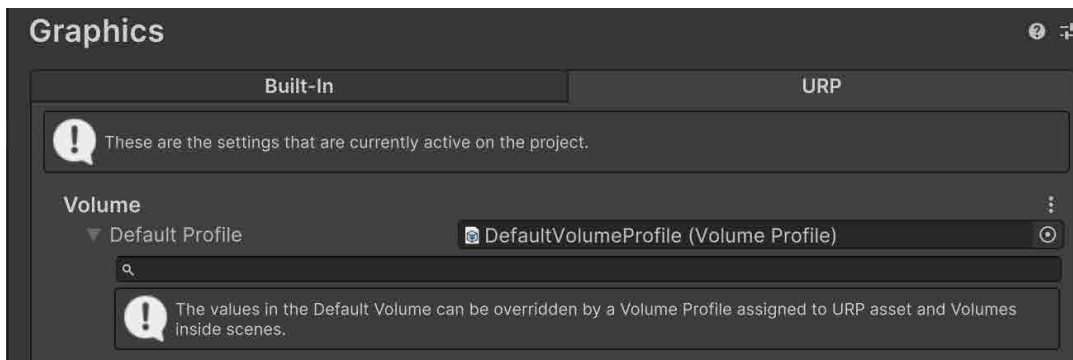 Graphics
Built-In
URP
These are the settings that are currently active on the project.
Volume
Default Profile
DefaultVolumeProfile (Volume Profile)
The values in the Default Volume can be overridden by a Volume Profile assigned to URP asset and Volumes
inside scenes.